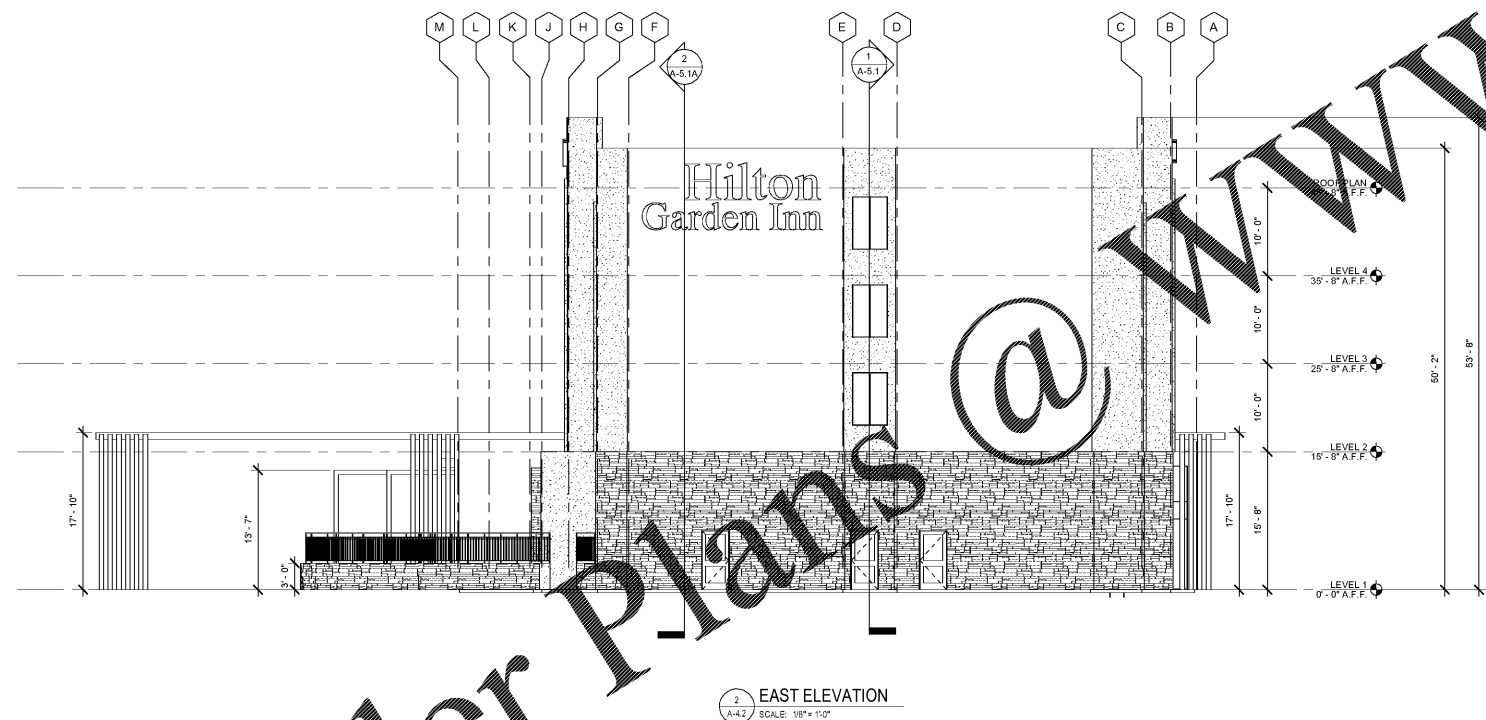 M L K J H G F E D C B A
2
A-5.1A
1
A-5.1
Hilton
Garden Inn
LEVEL 4
35' - 8" A.F.F.
LEVEL 3
25' - 8" A.F.F.
LEVEL 2
15' - 8" A.F.F.
LEVEL 1
0' - 0" A.F.F.
10' - 0"
10' - 0"
10' - 0"
15' - 8"
17' - 10"
50' - 2"
53' - 8"
17' - 10"
13' - 7"
3' - 0"
Plans @ www
2
A-4.2
EAST ELEVATION
SCALE: 1/8" = 1'-0"